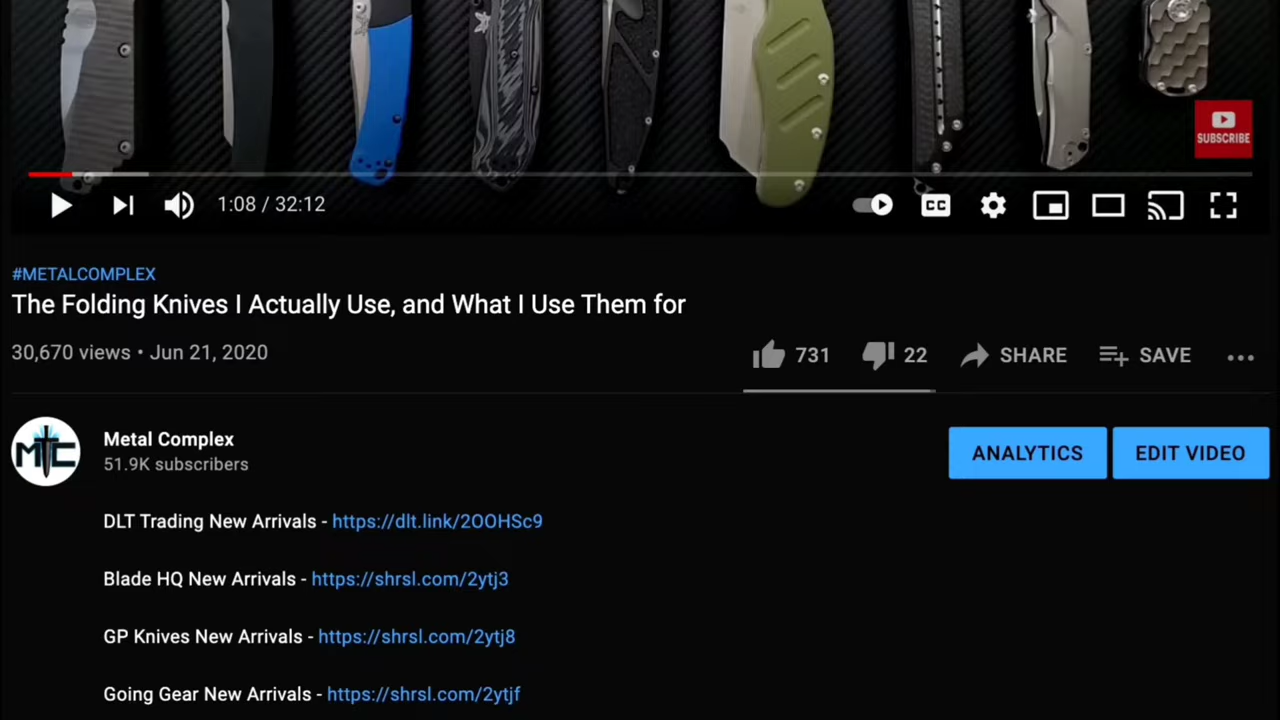 SUBSCRIBE
1:08 / 32:12
CC
#METALCOMPLEX
The Folding Knives I Actually Use, and What I Use Them for
30,670 views • Jun 21, 2020
731 22 SHARE SAVE
MTC
Metal Complex
51.9K subscribers
ANALYTICS EDIT VIDEO
DLT Trading New Arrivals - https://dlt.link/2OOHSc9
Blade HQ New Arrivals - https://shrsl.com/2ytj3
GP Knives New Arrivals - https://shrsl.com/2ytj8
Going Gear New Arrivals - https://shrsl.com/2ytjf